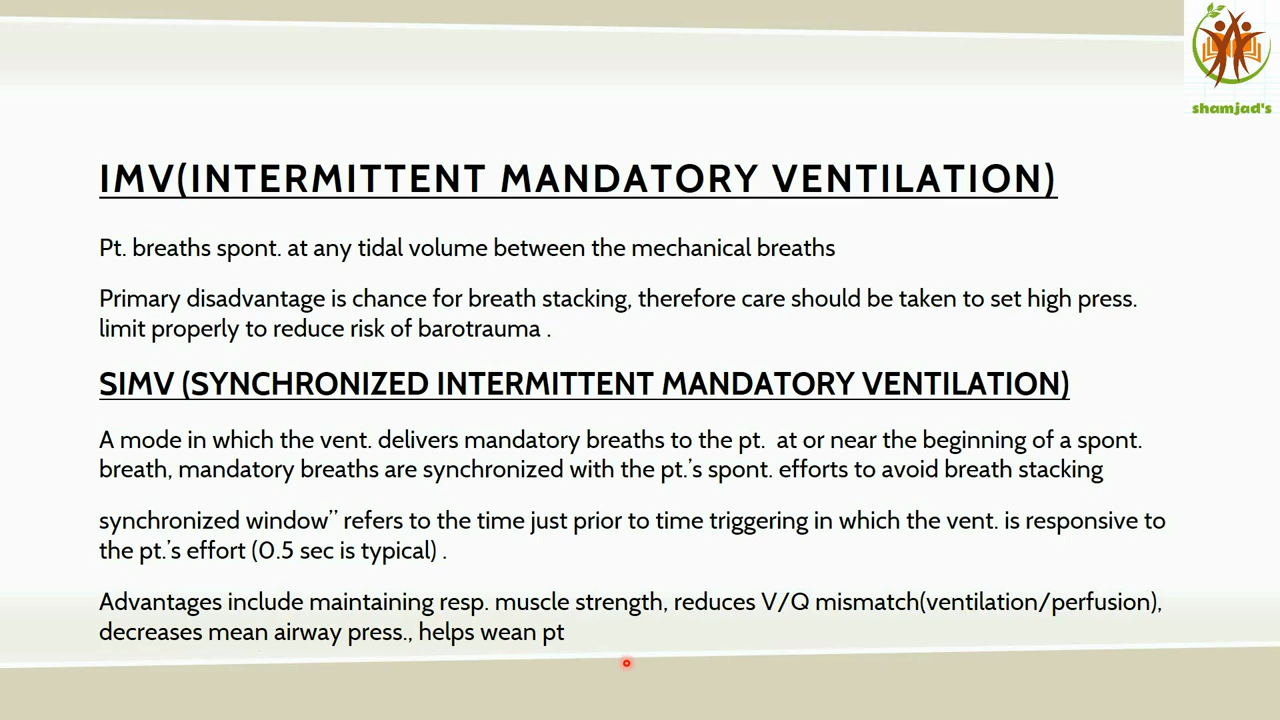 shamjad's
IMV(INTERMITTENT MANDATORY VENTILATION)
Pt. breaths spont. at any tidal volume between the mechanical breaths
Primary disadvantage is chance for breath stacking, therefore care should be taken to set high press.
limit properly to reduce risk of barotrauma .
SIMV (SYNCHRONIZED INTERMITTENT MANDATORY VENTILATION)
A mode in which the vent. delivers mandatory breaths to the pt.  at or near the beginning of a spont.
breath, mandatory breaths are synchronized with the pt.’s spont. efforts to avoid breath stacking
synchronized window’’ refers to the time just prior to time triggering in which the vent. is responsive to
the pt.’s effort (0.5 sec is typical) .
Advantages include maintaining resp. muscle strength, reduces V/Q mismatch(ventilation/perfusion),
decreases mean airway press., helps wean pt